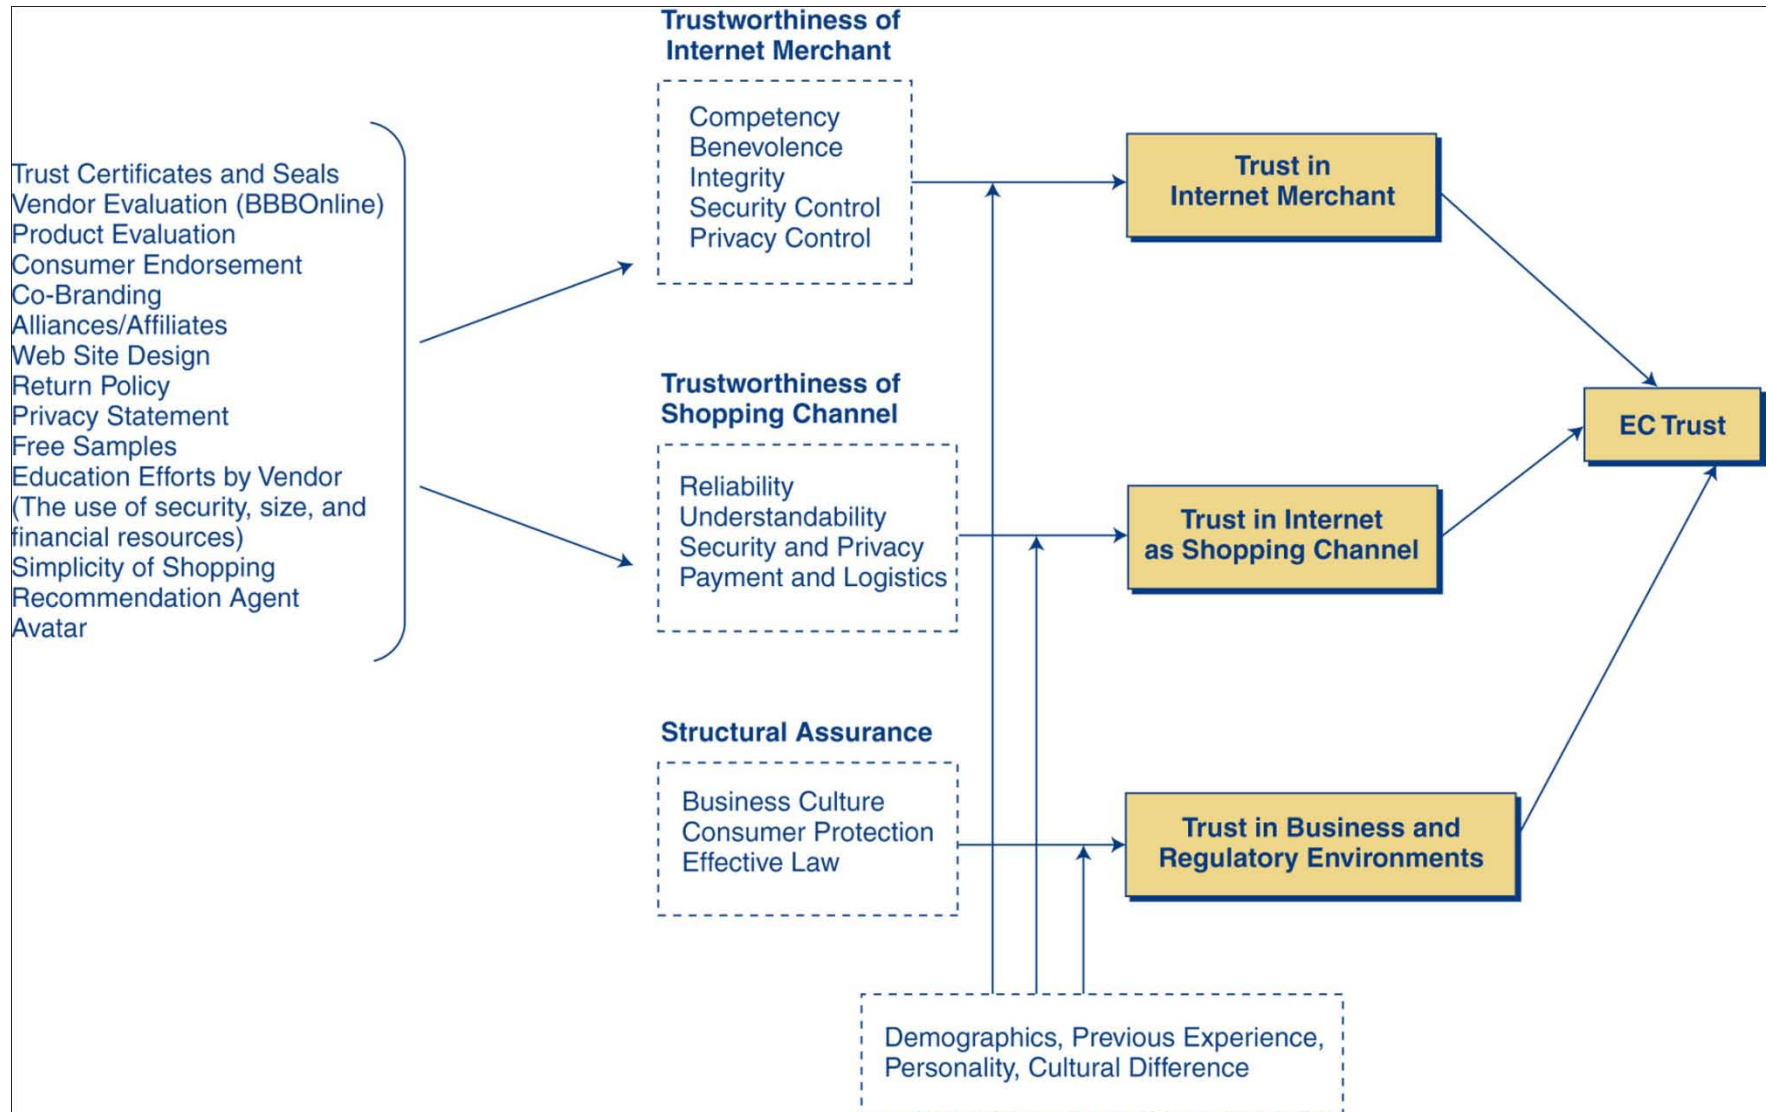 Trustworthiness of
Internet Merchant
Competency
Benevolence
Integrity
Security Control
Privacy Control
Trust in
Internet Merchant
Trust Certificates and Seals
Vendor Evaluation (BBBOnline)
Product Evaluation
Consumer Endorsement
Co-Branding
Alliances/Affiliates
Web Site Design
Return Policy
Privacy Statement
Free Samples
Education Efforts by Vendor
(The use of security, size, and
financial resources)
Simplicity of Shopping
Recommendation Agent
Avatar
Trustworthiness of
Shopping Channel
Reliability
Understandability
Security and Privacy
Payment and Logistics
Trust in Internet
as Shopping Channel
EC Trust
Structural Assurance
Business Culture
Consumer Protection
Effective Law
Trust in Business and
Regulatory Environments
Demographics, Previous Experience,
Personality, Cultural Difference